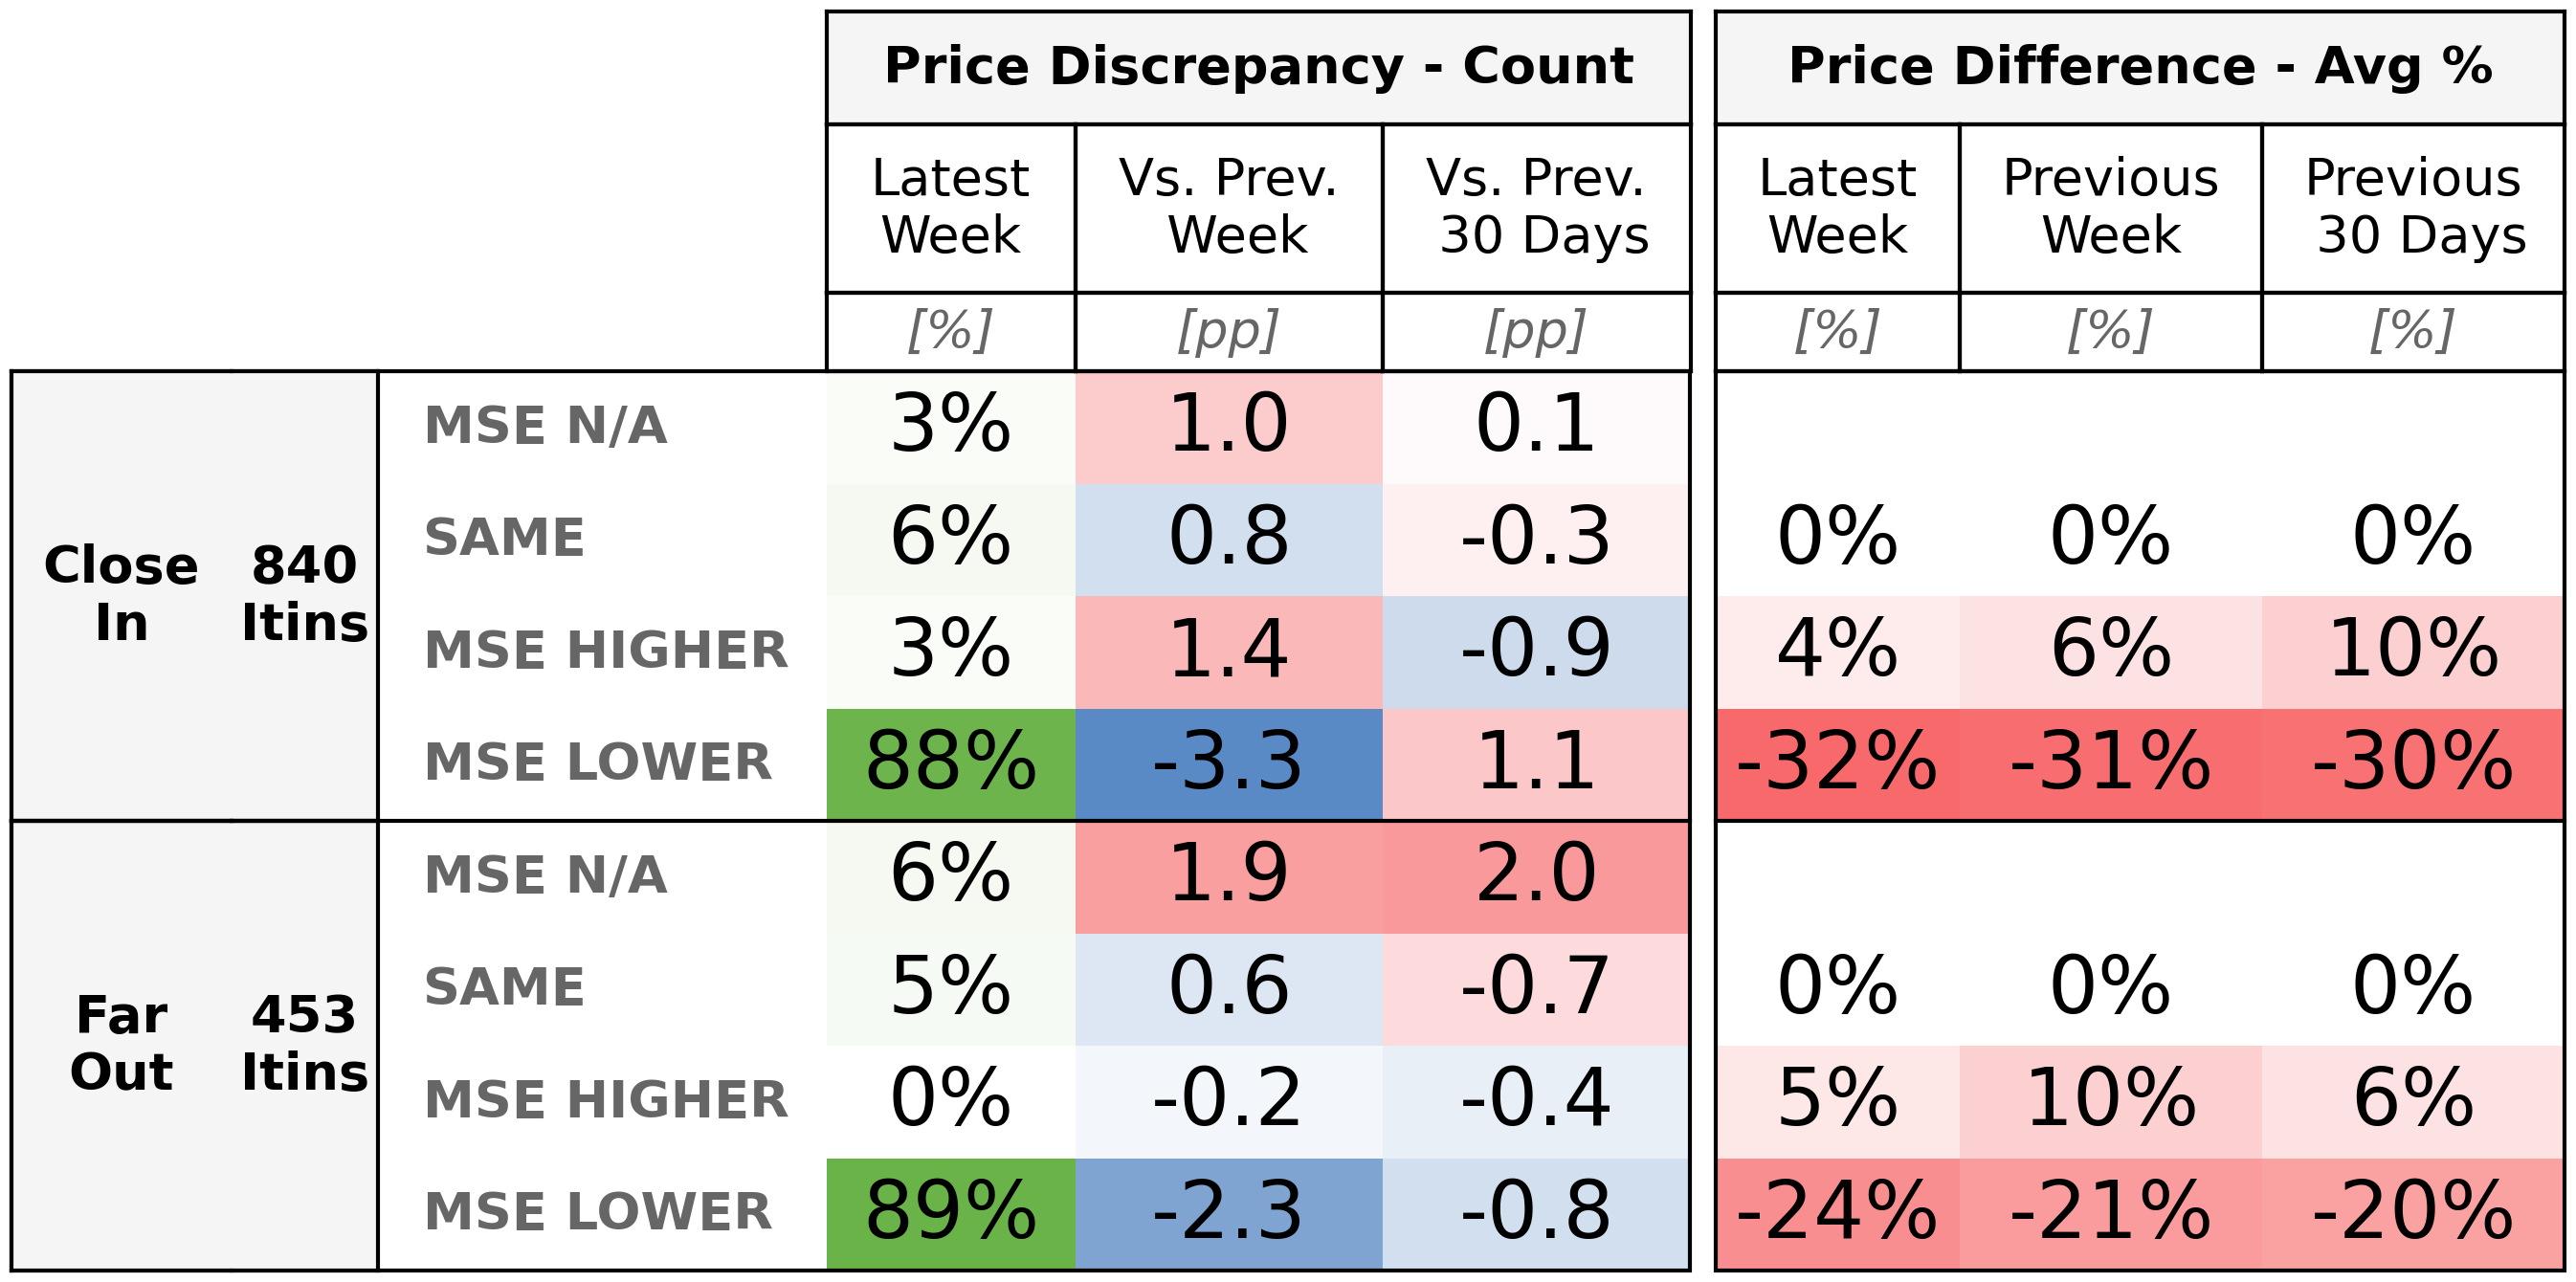 Price Discrepancy - Count Price Difference - Avg %
Latest Week Vs. Prev. Week Vs. Prev. 30 Days Latest Week Previous Week Previous 30 Days
[%] [pp] [pp] [%] [%] [%]
Close In 840 Itins
MSE N/A 3% 1.0 0.1
SAME 6% 0.8 -0.3 0% 0% 0%
MSE HIGHER 3% 1.4 -0.9 4% 6% 10%
MSE LOWER 88% -3.3 1.1 -32% -31% -30%
Far Out 453 Itins
MSE N/A 6% 1.9 2.0
SAME 5% 0.6 -0.7 0% 0% 0%
MSE HIGHER 0% -0.2 -0.4 5% 10% 6%
MSE LOWER 89% -2.3 -0.8 -24% -21% -20%